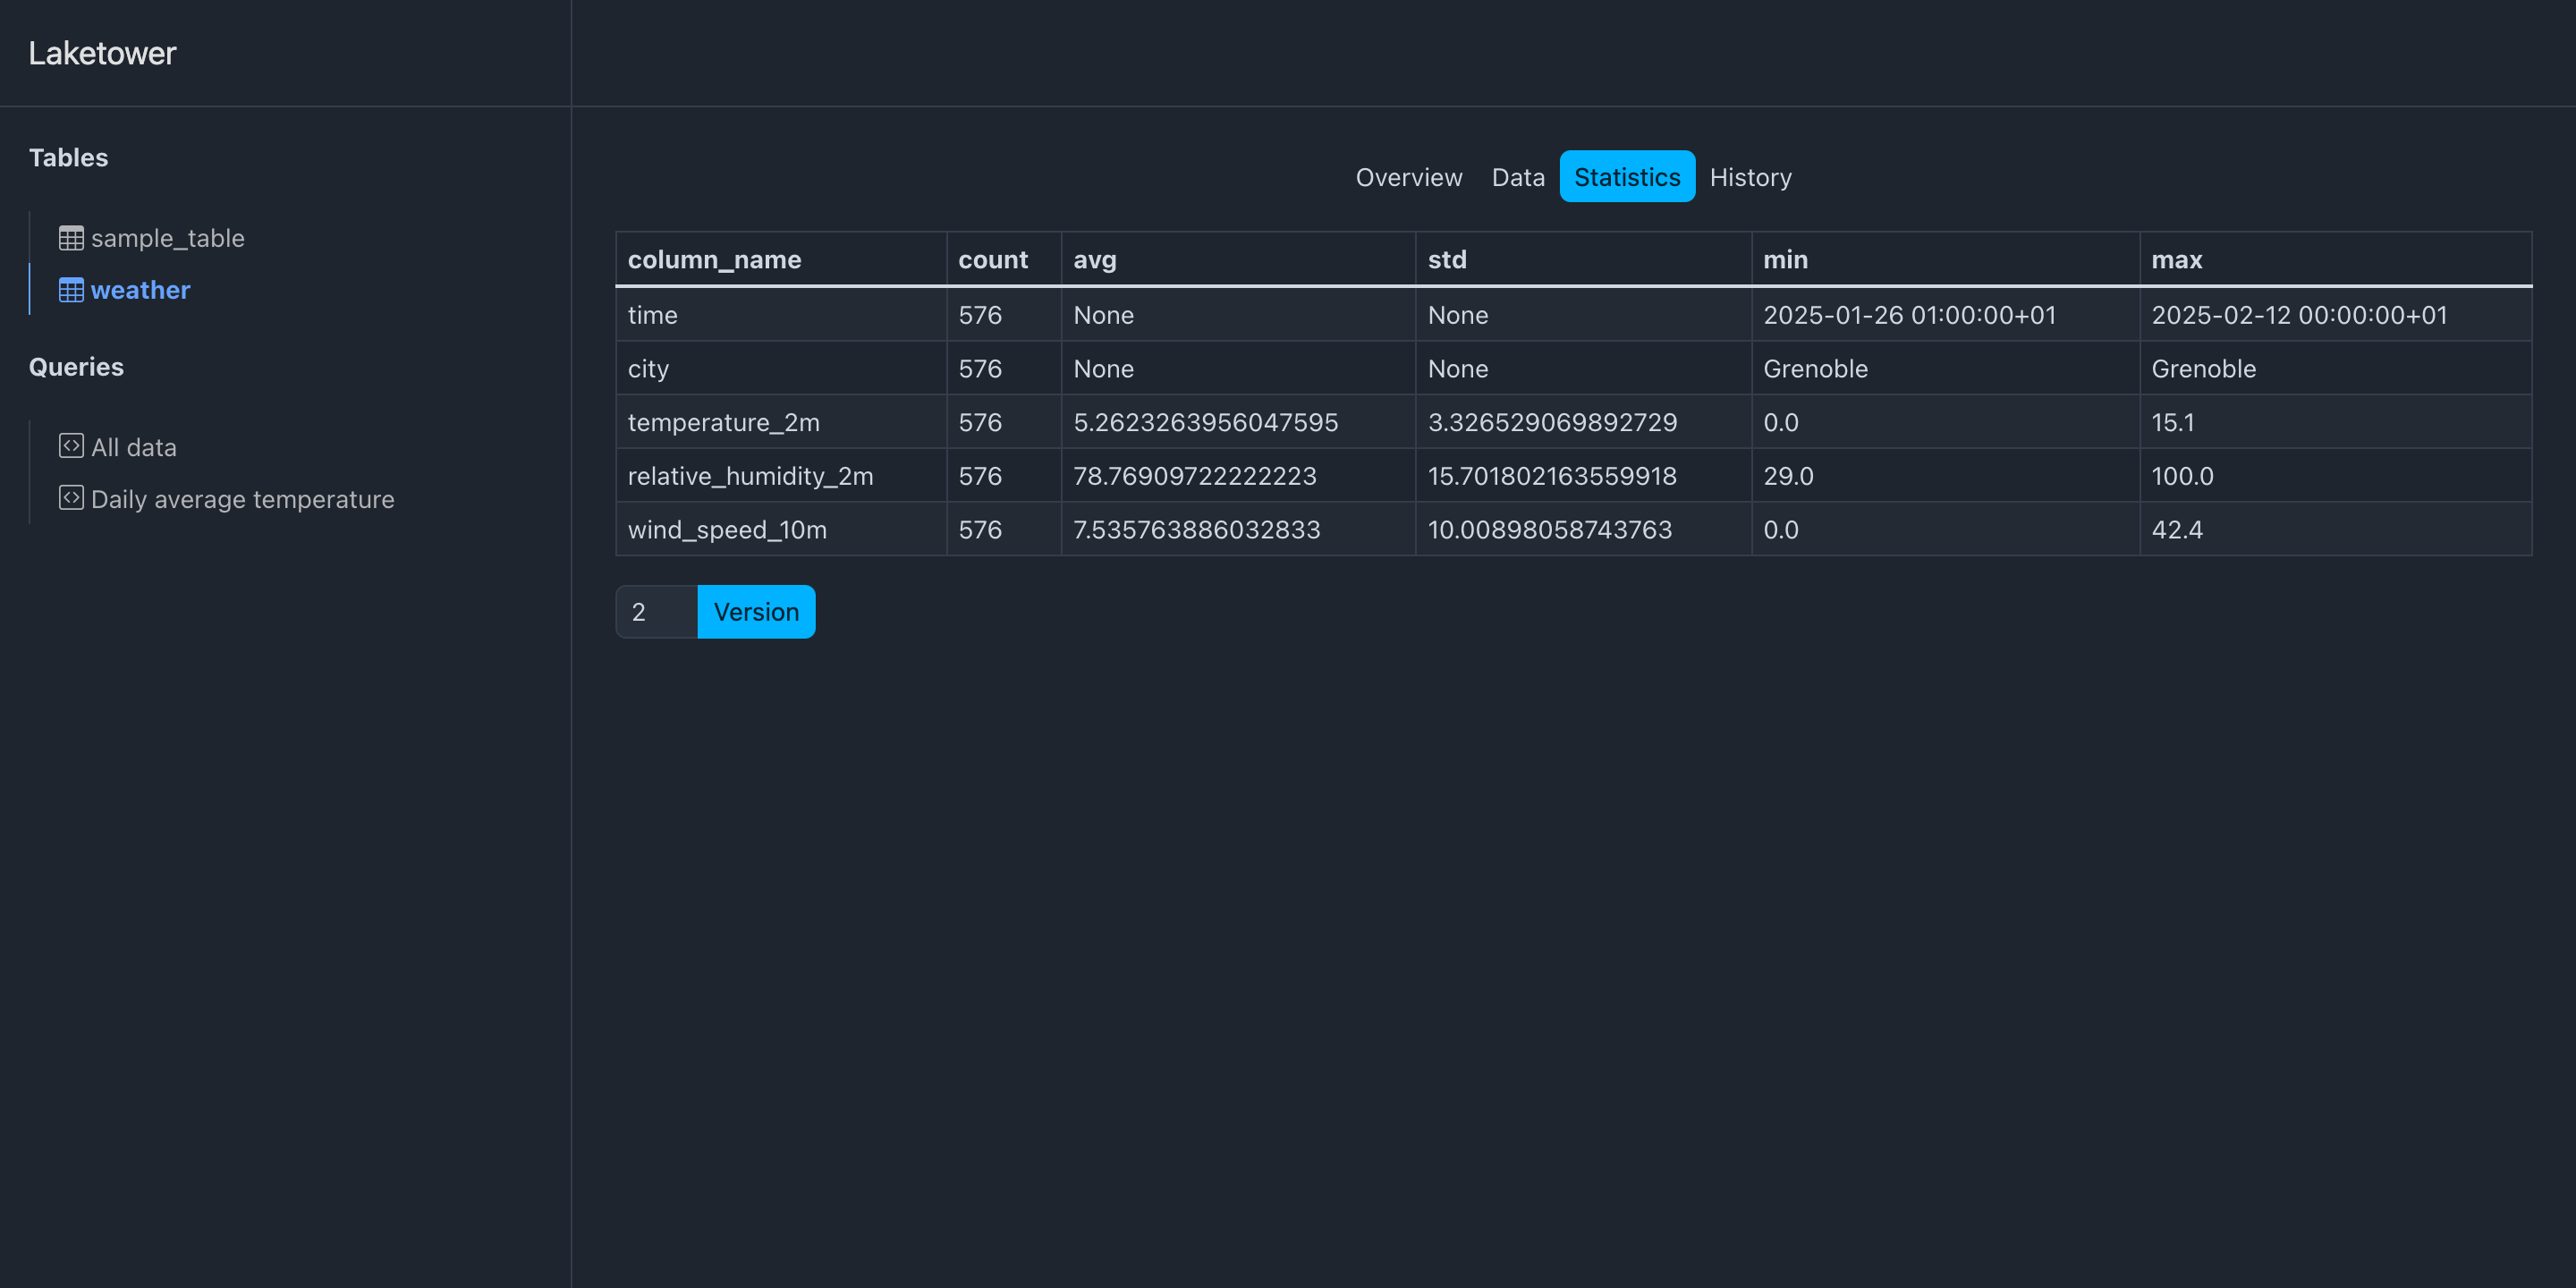 Laketower
Tables
sample_table
weather
Queries
All data
Daily average temperature
Overview Data Statistics History
column_name count avg std min max
time 576 None None 2025-01-26 01:00:00+01 2025-02-12 00:00:00+01
city 576 None None Grenoble Grenoble
temperature_2m 576 5.2623263956047595 3.326529069892729 0.0 15.1
relative_humidity_2m 576 78.76909722222223 15.701802163559918 29.0 100.0
wind_speed_10m 576 7.535763886032833 10.00898058743763 0.0 42.4
2 Version